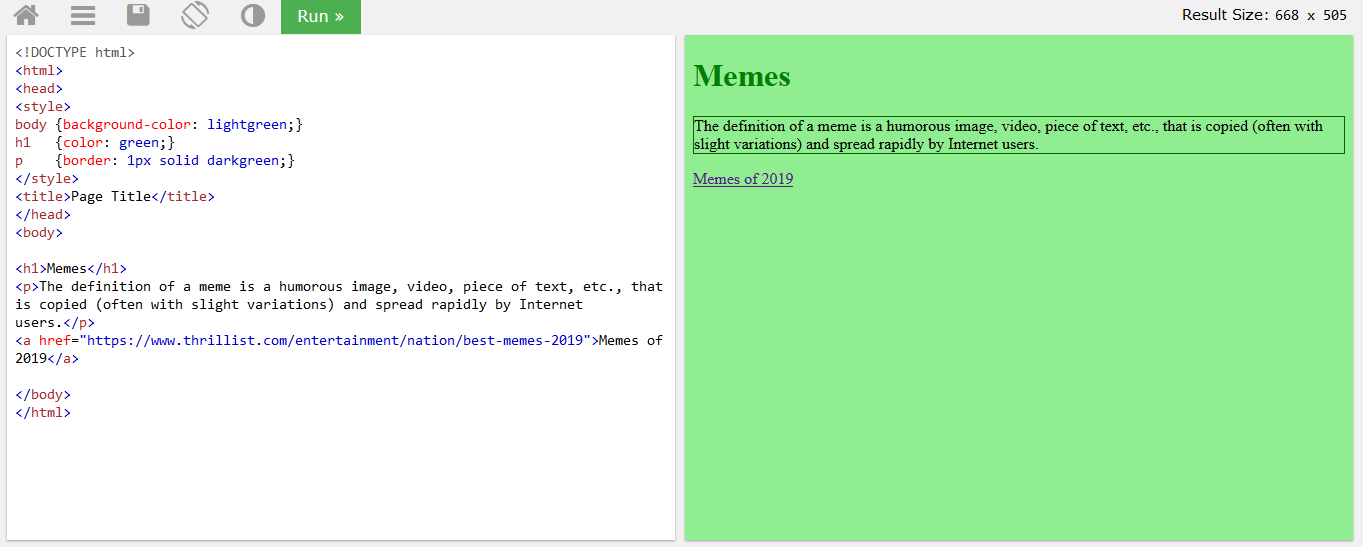 Run »
Result Size: 668 x 505
<!DOCTYPE html>
<html>
<head>
<style>
body {background-color: lightgreen;}
h1   {color: green;}
p    {border: 1px solid darkgreen;}
</style>
<title>Page Title</title>
</head>
<body>
<h1>Memes</h1>
<p>The definition of a meme is a humorous image, video, piece of text, etc., that
is copied (often with slight variations) and spread rapidly by Internet
users.</p>
<a href="https://www.thrillist.com/entertainment/nation/best-memes-2019">Memes of
2019</a>
</body>
</html>
Memes
The definition of a meme is a humorous image, video, piece of text, etc., that is copied (often with
slight variations) and spread rapidly by Internet users.
Memes of 2019